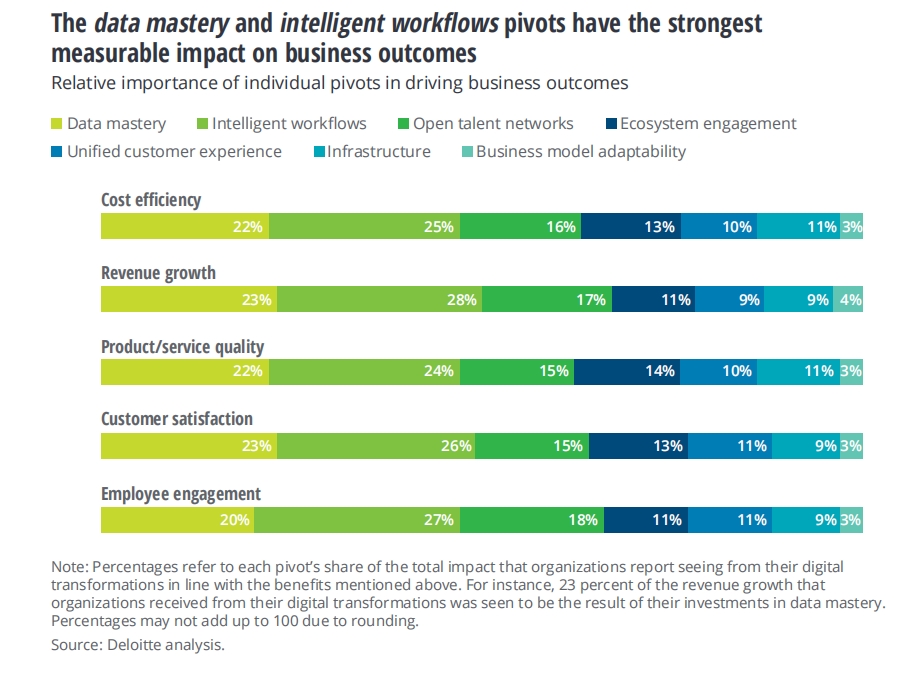 The data mastery and intelligent workflows pivots have the strongest
measurable impact on business outcomes
Relative importance of individual pivots in driving business outcomes
Data mastery Intelligent workflows Open talent networks Ecosystem engagement
Unified customer experience Infrastructure Business model adaptability
Cost efficiency
22% 25% 16% 13% 10% 11% 3%
Revenue growth
23% 28% 17% 11% 9% 9% 4%
Product/service quality
22% 24% 15% 14% 10% 11% 3%
Customer satisfaction
23% 26% 15% 13% 11% 9% 3%
Employee engagement
20% 27% 18% 11% 11% 9% 3%
Note: Percentages refer to each pivot’s share of the total impact that organizations report seeing from their digital
transformations in line with the benefits mentioned above. For instance, 23 percent of the revenue growth that
organizations received from their digital transformations was seen to be the result of their investments in data mastery.
Percentages may not add up to 100 due to rounding.
Source: Deloitte analysis.